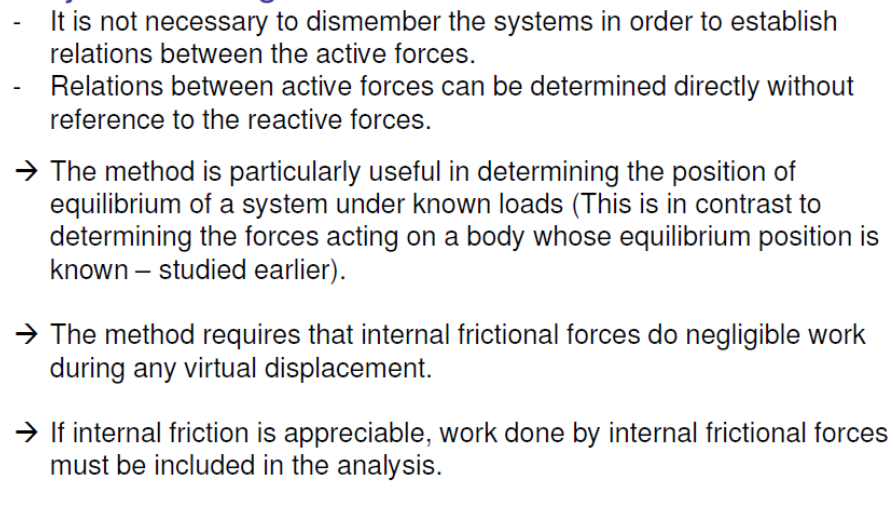 - It is not necessary to dismember the systems in order to establish
relations between the active forces.
- Relations between active forces can be determined directly without
reference to the reactive forces.
→ The method is particularly useful in determining the position of
equilibrium of a system under known loads (This is in contrast to
determining the forces acting on a body whose equilibrium position is
known – studied earlier).
→ The method requires that internal frictional forces do negligible work
during any virtual displacement.
→ If internal friction is appreciable, work done by internal frictional forces
must be included in the analysis.